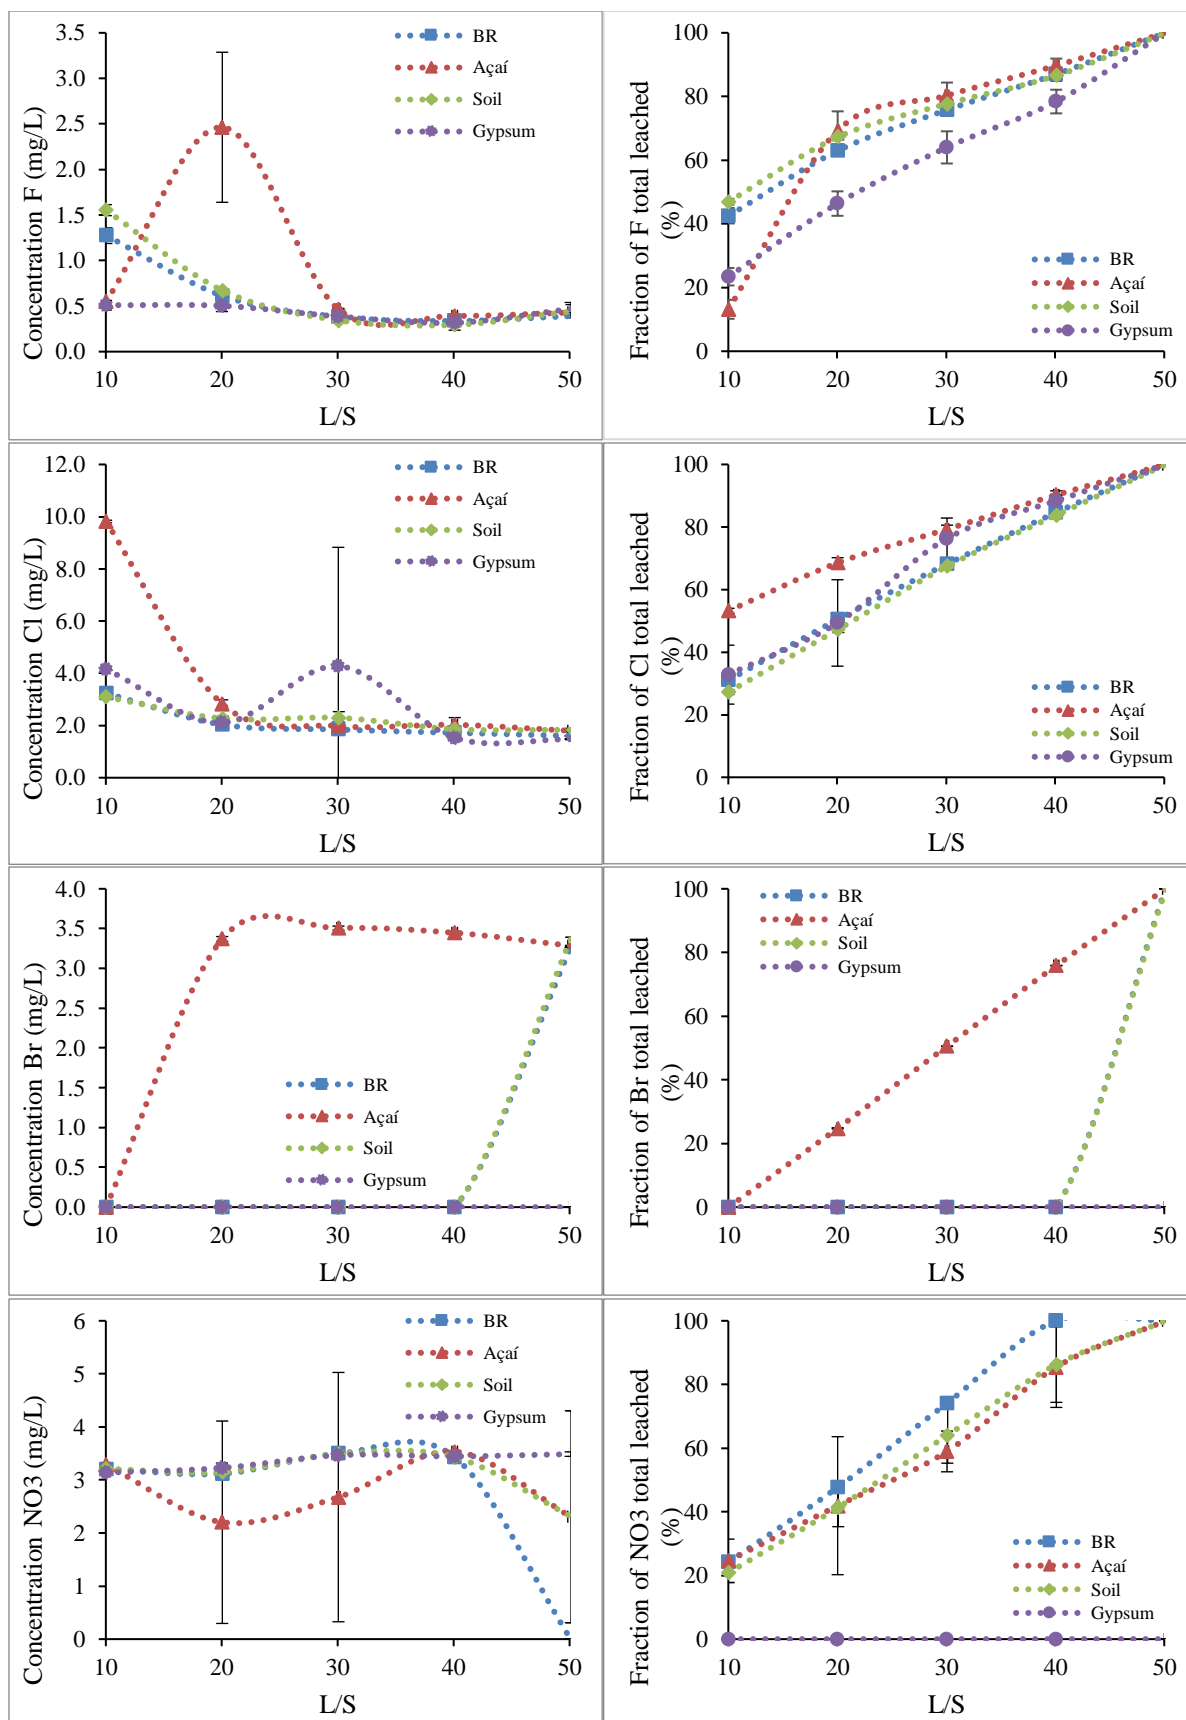 Concentration F (mg/L)
3.5
3.0
2.5
2.0
1.5
1.0
0.5
0.0
10 20 30 40 50
L/S
BR
Açaí
Soil
Gypsum
Fraction of F total leached
(%)
100
80
60
40
20
0
10 20 30 40 50
L/S
BR
Açaí
Soil
Gypsum
Concentration Cl (mg/L)
12.0
10.0
8.0
6.0
4.0
2.0
0.0
10 20 30 40 50
L/S
BR
Açaí
Soil
Gypsum
Fraction of Cl total leached
(%)
100
80
60
40
20
0
10 20 30 40 50
L/S
BR
Açaí
Soil
Gypsum
Concentration Br (mg/L)
4.0
3.5
3.0
2.5
2.0
1.5
1.0
0.5
0.0
10 20 30 40 50
L/S
BR
Açaí
Soil
Gypsum
Fraction of Br total leached
(%)
100
80
60
40
20
0
10 20 30 40 50
L/S
BR
Açaí
Soil
Gypsum
Concentration NO3 (mg/L)
6
5
4
3
2
1
0
10 20 30 40 50
L/S
BR
Açaí
Soil
Gypsum
Fraction of NO3 total leached
(%)
100
80
60
40
20
0
10 20 30 40 50
L/S
BR
Açaí
Soil
Gypsum